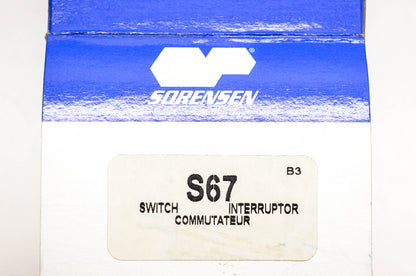 SORENSEN
B3
S67
SWITCH INTERRUPTOR
COMMUTATEUR